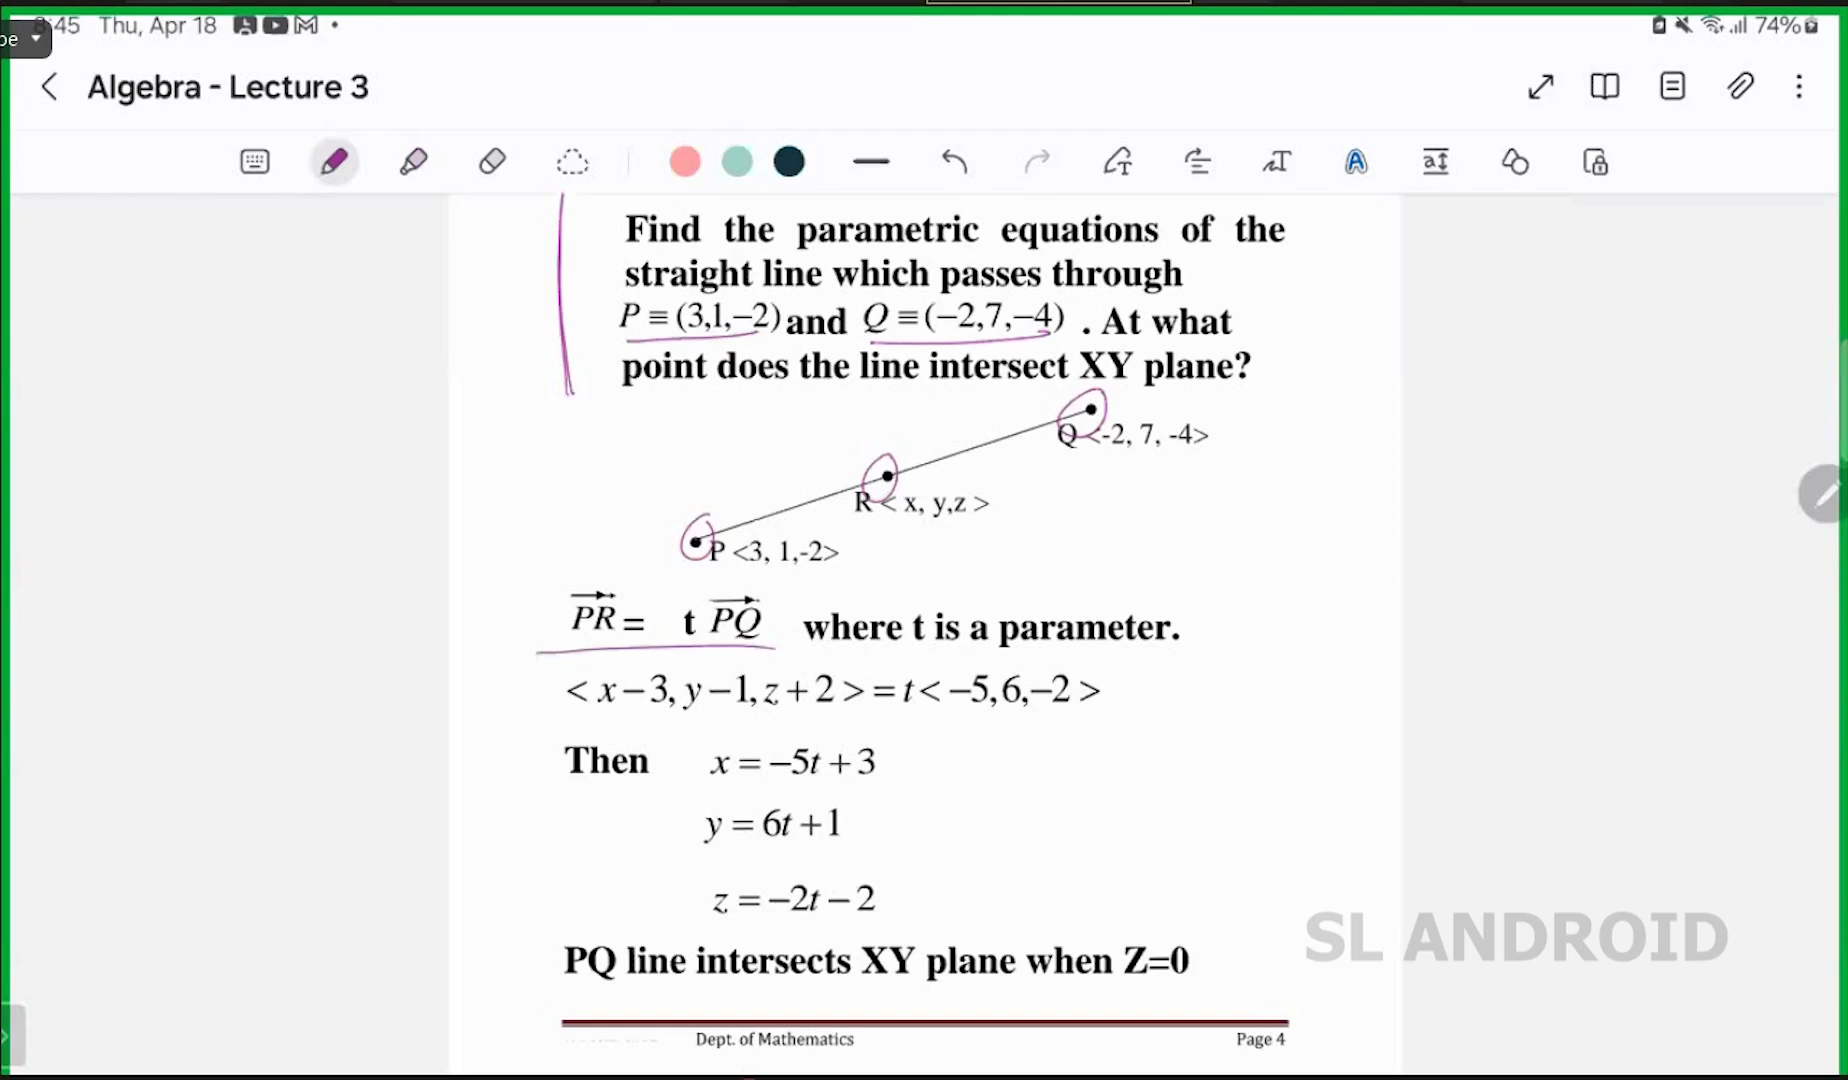 8:45 Thu, Apr 18 74%
Algebra - Lecture 3
Find the parametric equations of the
straight line which passes through
P ≡ (3,1,−2) and Q ≡ (−2,7,−4) . At what
point does the line intersect XY plane?
Q <-2, 7, -4>
R < x, y,z >
P <3, 1,-2>
PR = t PQ where t is a parameter.
< x − 3, y − 1, z + 2 > = t < −5,6,−2 >
Then x = −5t + 3
y = 6t + 1
z = −2t − 2
SL ANDROID
PQ line intersects XY plane when Z=0
Dept. of Mathematics Page 4